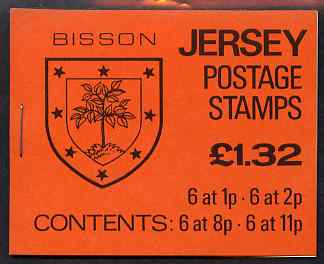 BISSON
JERSEY
POSTAGE
STAMPS
£1.32
6 at 1p · 6 at 2p
CONTENTS: 6 at 8p · 6 at 11p